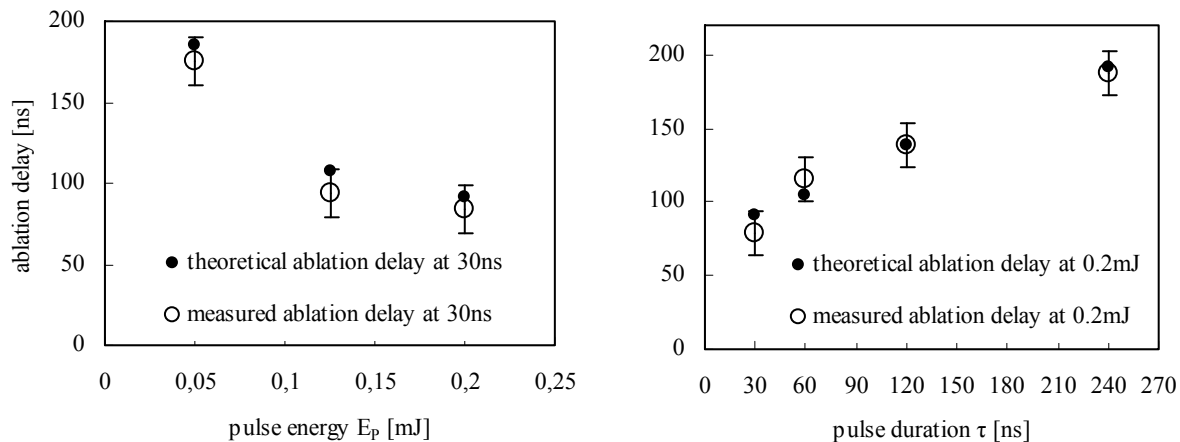 200
150
100
50
0
ablation delay [ns]
theoretical ablation delay at 30ns
measured ablation delay at 30ns
0 0,05 0,1 0,15 0,2 0,25
pulse energy E_P [mJ]
200
150
100
50
0
theoretical ablation delay at 0.2mJ
measured ablation delay at 0.2mJ
0 30 60 90 120 150 180 210 240 270
pulse duration τ [ns]